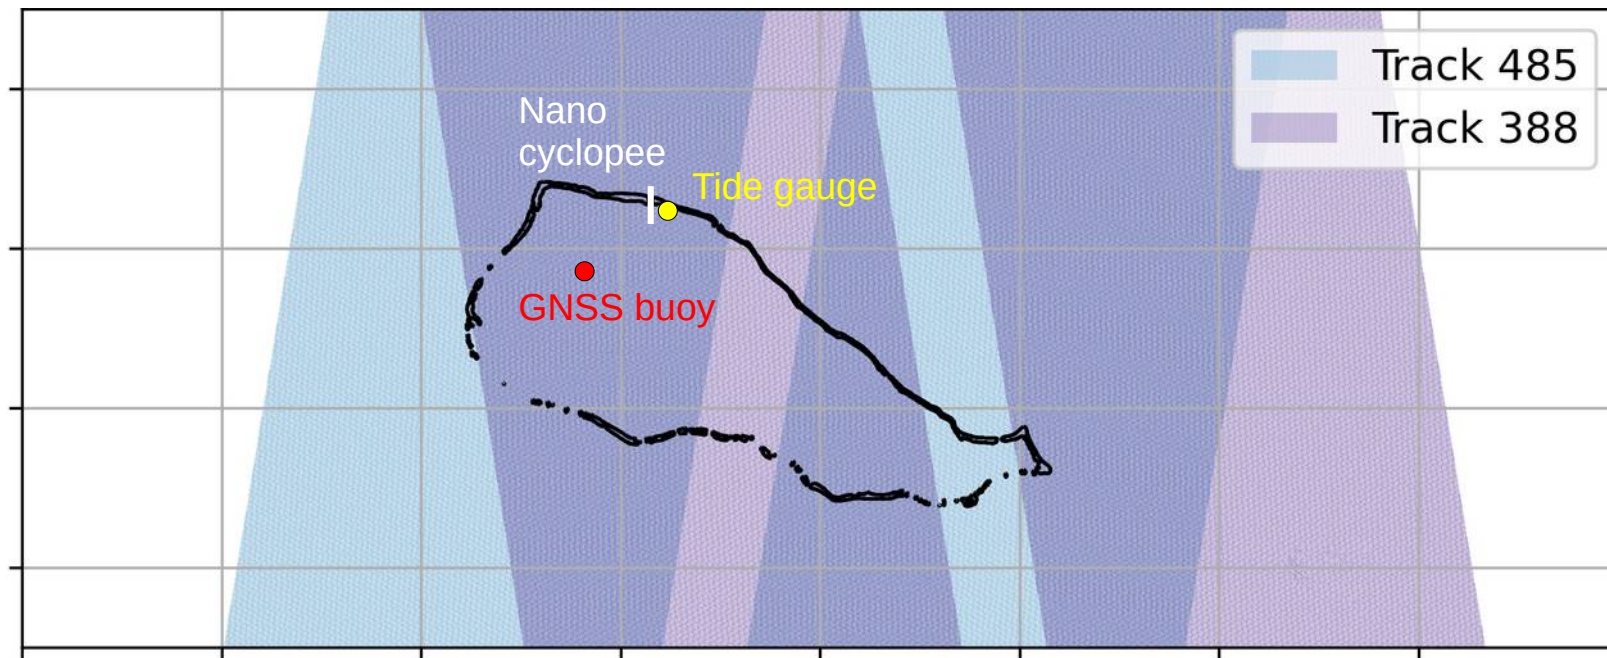 Track 485
Track 388
Nano
cyclopee
Tide gauge
GNSS buoy